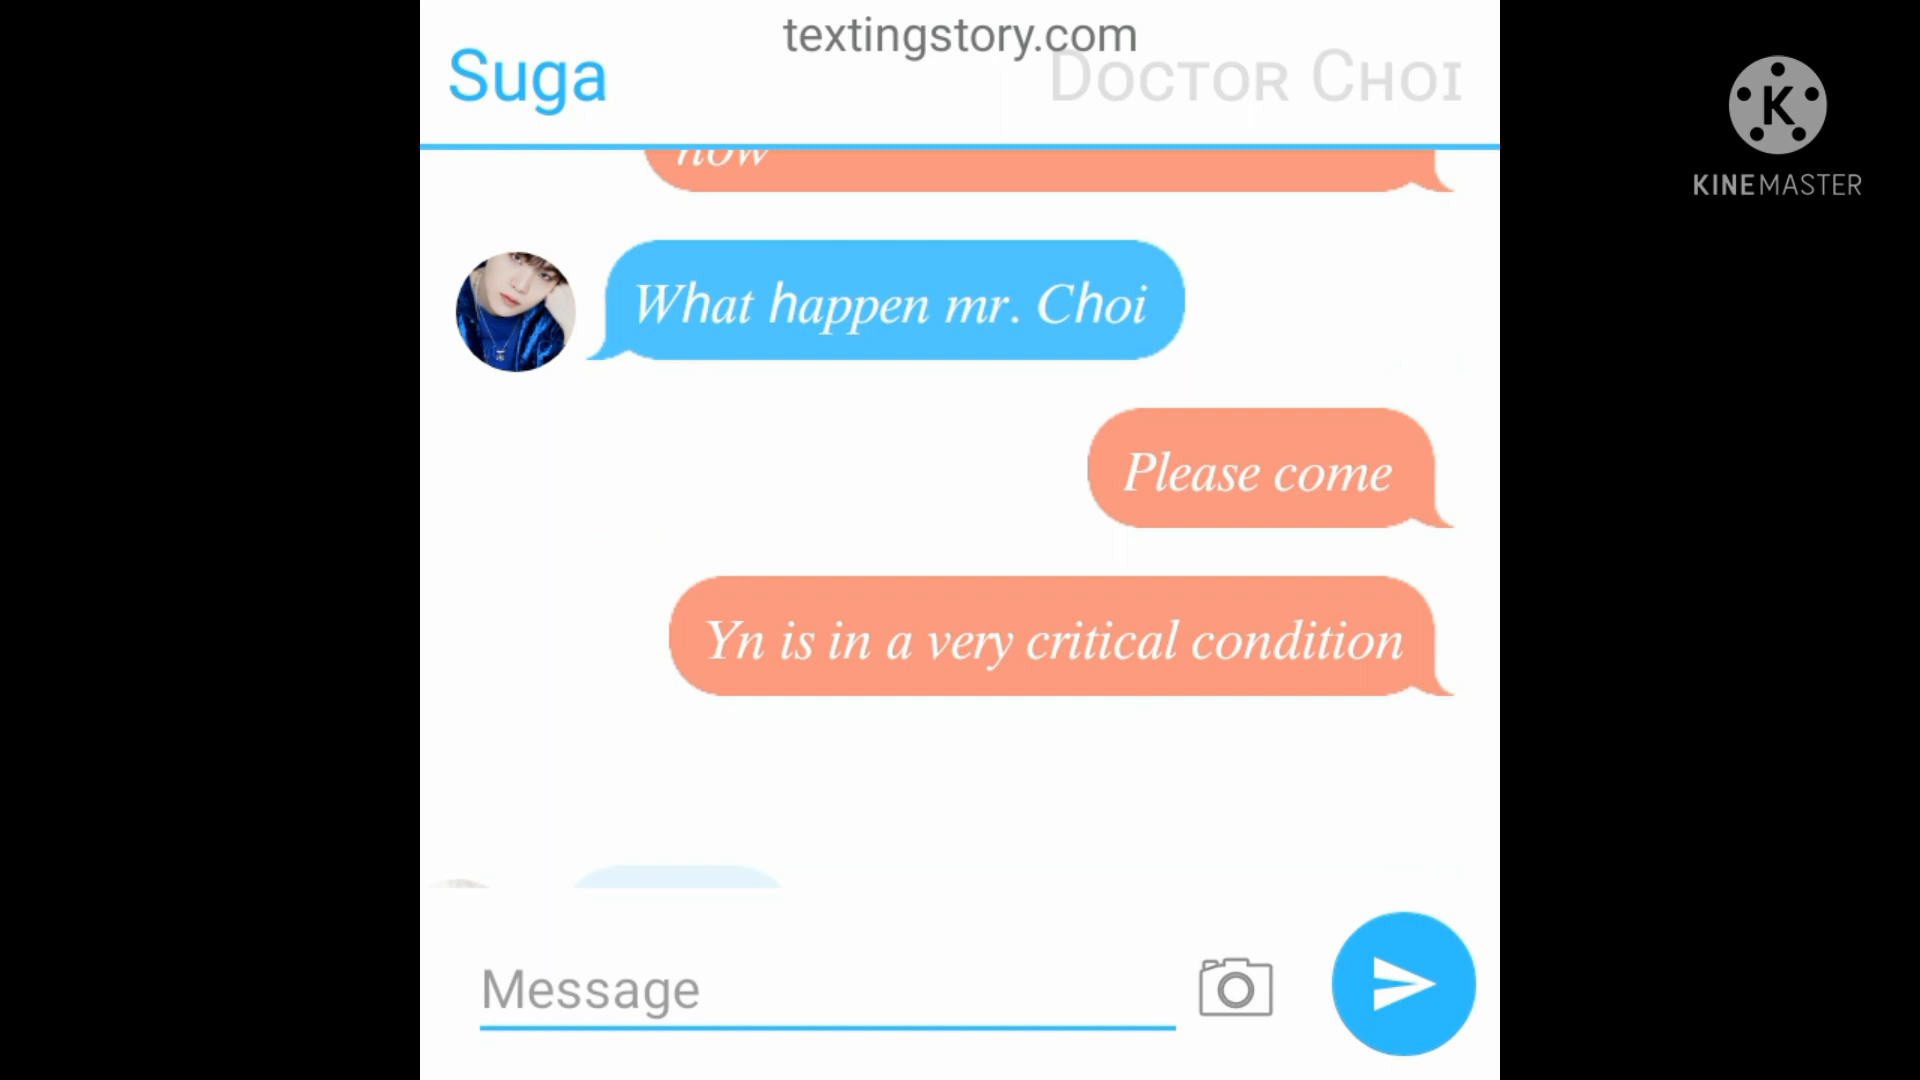 textingstory.com
Suga
DOCTOR CHOI
K
KINEMASTER
now
What happen mr. Choi
Please come
Yn is in a very critical condition
Message